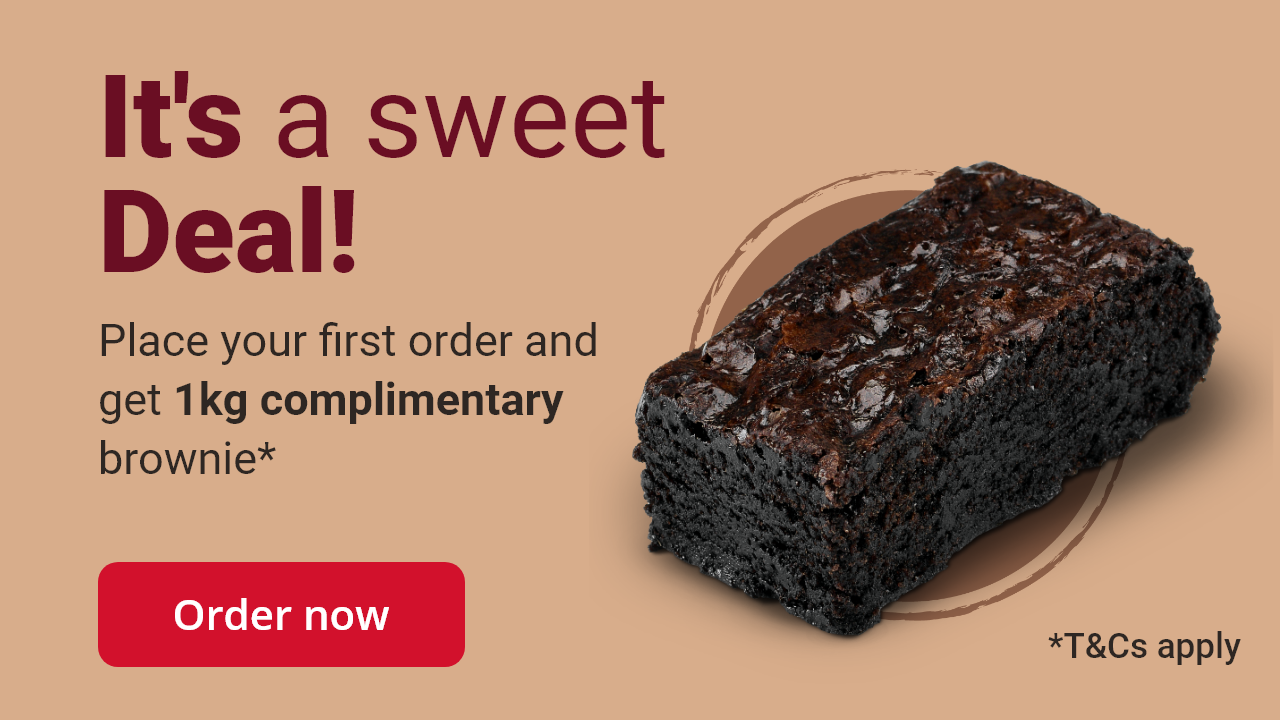 It's a sweet
Deal!
Place your first order and
get 1kg complimentary
brownie*
Order now
*T&Cs apply